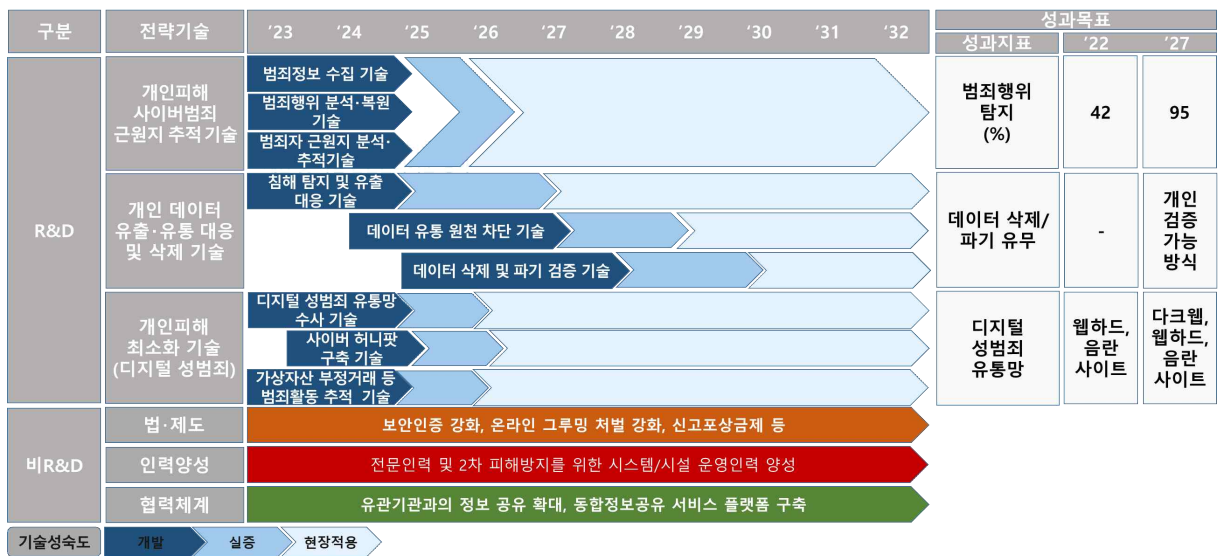 구분
전략기술
‘23
‘24
‘25
‘26
‘27
‘28
‘29
‘30
‘31
‘32
성과목표
성과지표
‘22
‘27
R&D
개인피해
사이버범죄
근원지 추적기술
범죄정보 수집 기술
범죄행위 분석·복원
기술
범죄자 근원지 분석·
추적기술
범죄행위
탐지
(%)
42
95
개인 데이터
유출·유통 대응
및 삭제 기술
침해 탐지 및 유출
대응 기술
데이터 유통 원천 차단 기술
데이터 삭제 및 파기 검증 기술
데이터 삭제/
파기 유무
-
개인
검증
가능
방식
개인피해
최소화 기술
(디지털 성범죄)
디지털 성범죄 유통망
수사 기술
사이버 허니팟
구축 기술
가상자산 부정거래 등
범죄활동 추적 기술
디지털
성범죄
유통망
웹하드,
음란
사이트
다크웹,
웹하드,
음란
사이트
비R&D
법·제도
보안인증 강화, 온라인 그루밍 처벌 강화, 신고포상금제 등
인력양성
전문인력 및 2차 피해방지를 위한 시스템/시설 운영인력 양성
협력체계
유관기관과의 정보 공유 확대, 통합정보공유 서비스 플랫폼 구축
기술성숙도
개발
실증
현장적용